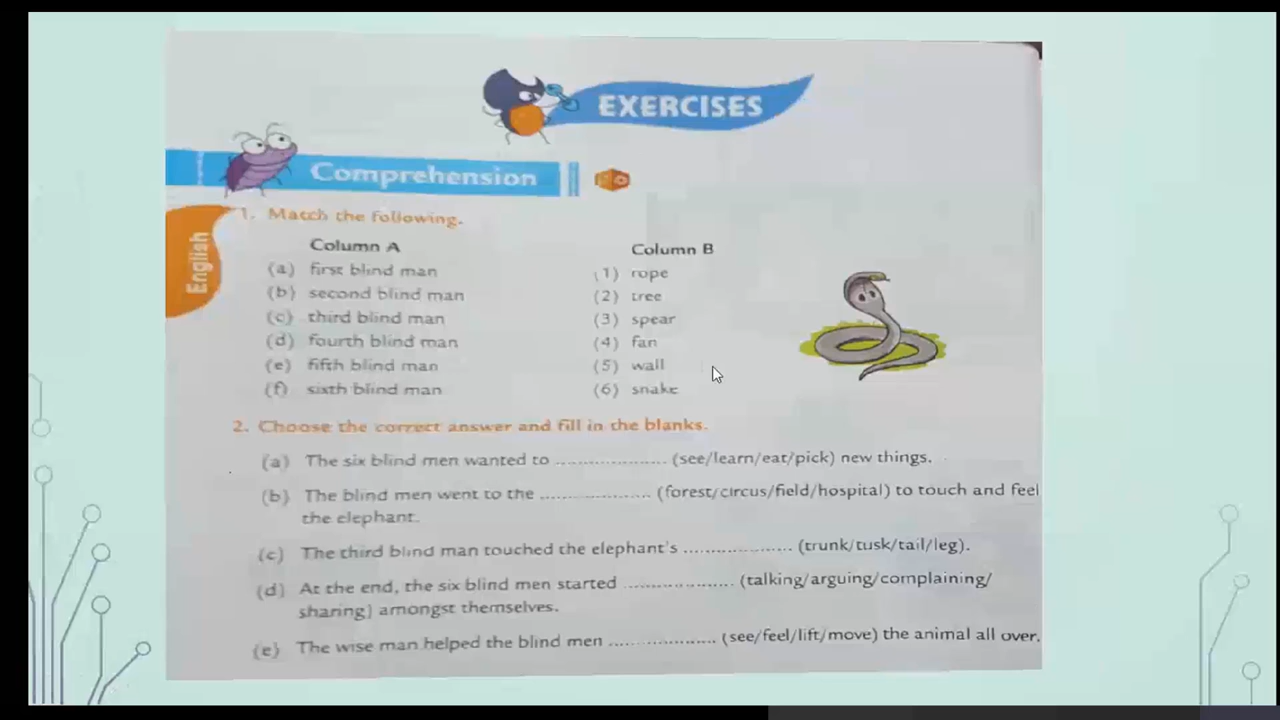 EXERCISES
Comprehension
English
1. Match the following.
Column A Column B
(a) first blind man (1) rope
(b) second blind man (2) tree
(c) third blind man (3) spear
(d) fourth blind man (4) fan
(e) fifth blind man (5) wall
(f) sixth blind man (6) snake
2. Choose the correct answer and fill in the blanks.
(a) The six blind men wanted to .................... (see/learn/eat/pick) new things.
(b) The blind men went to the .................... (forest/circus/field/hospital) to touch and feel
the elephant.
(c) The third blind man touched the elephant's .................... (trunk/tusk/tail/leg).
(d) At the end, the six blind men started .................... (talking/arguing/complaining/
sharing) amongst themselves.
(e) The wise man helped the blind men .................... (see/feel/lift/move) the animal all over.